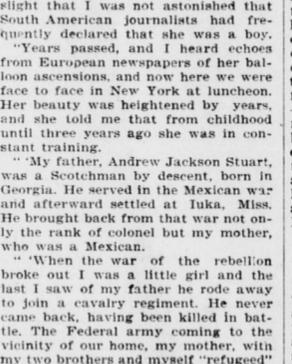 slight that I was not astonished that
South American journalists had fre-
quently declared that she was a boy.
"Years passed, and I heard echoes
from European newspapers of her bal-
loon ascensions, and now here we were
face to face in New York at luncheon.
Her beauty was heightened by years,
and she told me that from childhood
until three years ago she was in con-
stant training.
" 'My father, Andrew Jackson Stuart,
was a Scotchman by descent, born in
Georgia. He served in the Mexican war
and afterward settled at Iuka, Miss.
He brought back from that war not on-
ly the rank of colonel but my mother,
who was a Mexican.
" 'When the war of the rebellion
broke out I was a little girl and the
last I saw of my father he rode away
to join a cavalry regiment. He never
came back, having been killed in bat-
tle. The Federal army coming to the
vicinity of our home, my mother, with
my two brothers and myself "refugeed"